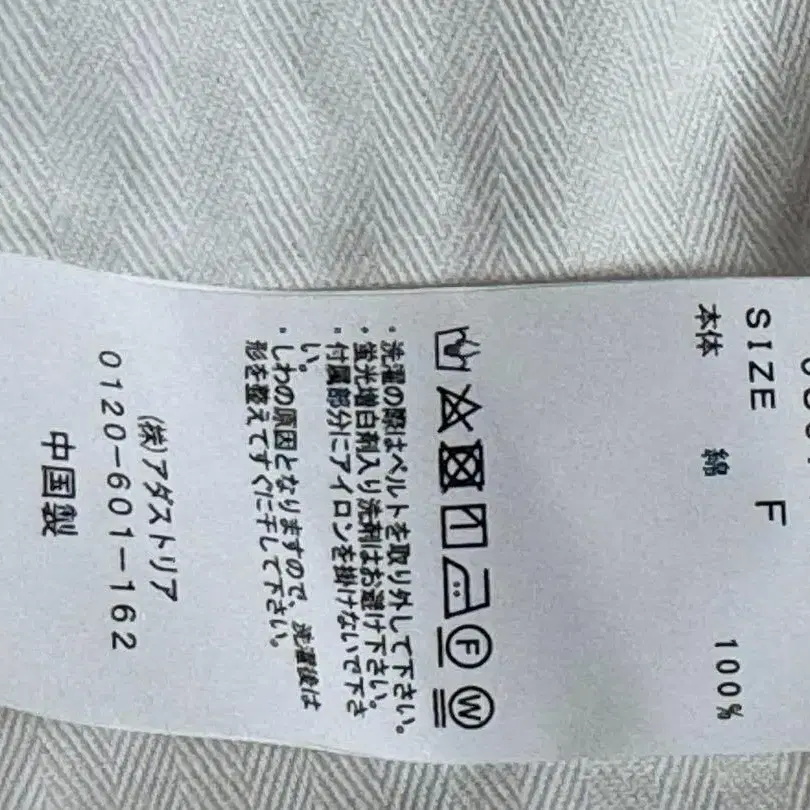 SIZE F
本体 綿 100%
・洗濯の際はベルトを取り外して下さい。
・蛍光増白剤入り洗剤はお避け下さい。
・付属部分にアイロンを掛けないで下さ
い。
・しわの原因となりますので、洗濯後は
形を整えてすぐに干して下さい。
(株)アダストリア
0120-601-162
中国製